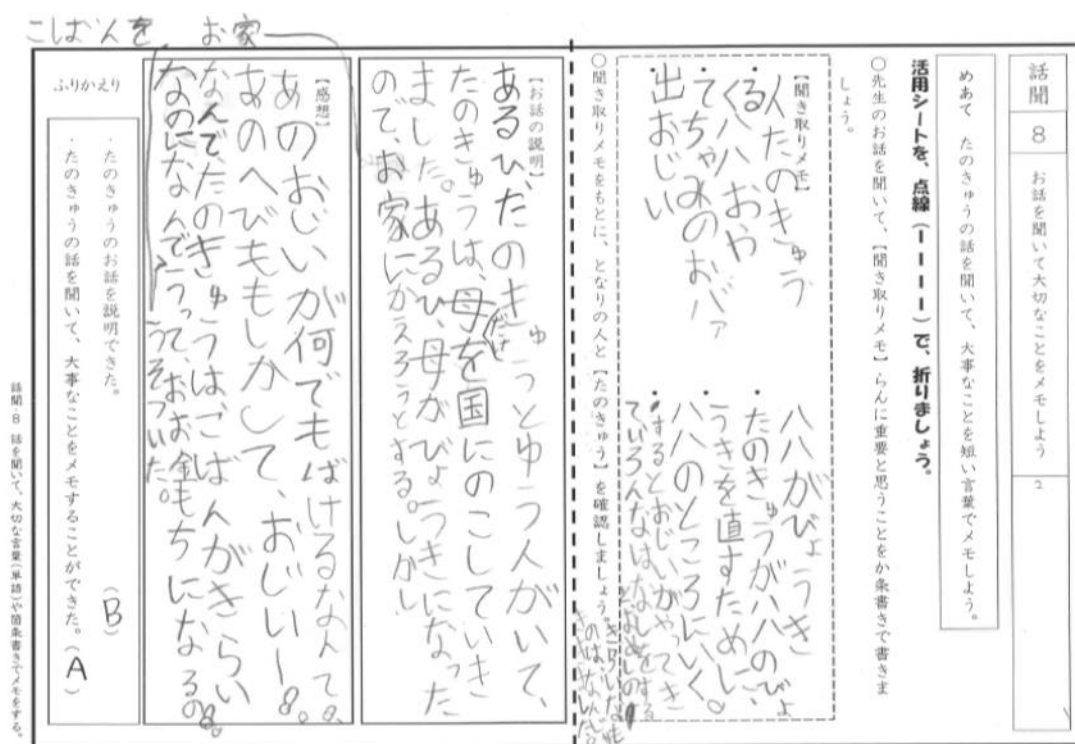 話聞
8
お話を聞いて大切なことをメモしよう
2
めあて たのきゅうの話を聞いて、大事なことを短い言葉でメモしよう。
活用シートを、点線(ーーーー)で、折りましょう。
○先生のお話を聞いて、【聞き取りメモ】らんに重要と思うことをか条書きで書きま
しょう。
【聞き取りメモ】
・人たのきゅう
る
くハハおや
・てちゃみのおバァ
出おじい
ハハがびょうき
・たのきゅうがハハのびょ
うきを直すためし、
ハハのところにいく。
・するとおじいがやってき
ていろんなはなしをする
○聞き取りメモをもとに、となりの人と【たのきゅう】を確認しましょう。
【お話の説明】
あるひ、たのきゅうとゆう人がいて、
たのきゅうは、母だけを国にのこしていき
ました。あるひ、母がびょうきになった
ので、お家にかえろうとする。しかし
【感想】
あのおじいが何でもばけるなんて。
あのへびももしかして、おじいー。
なんでたのきゅうはごばんがきらい
なのになんでうって、おお金もちになるの
うそついた。
こばんを、お家
ふりかえり
・たのきゅうのお話を説明できた。(B)
・たのきゅうの話を聞いて、大事なことをメモすることができた。(A)
話聞-8 話を聞いて、大切な言葉(単語)や箇条書きでメモをする。